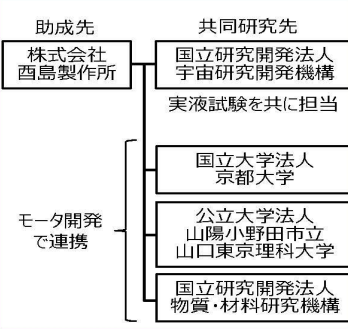 助成先
株式会社
酉島製作所
共同研究先
国立研究開発法人
宇宙研究開発機構
実液試験を共に担当
モータ開発
で連携
国立大学法人
京都大学
公立大学法人
山陽小野田市立
山口東京理科大学
国立研究開発法人
物質・材料研究機構